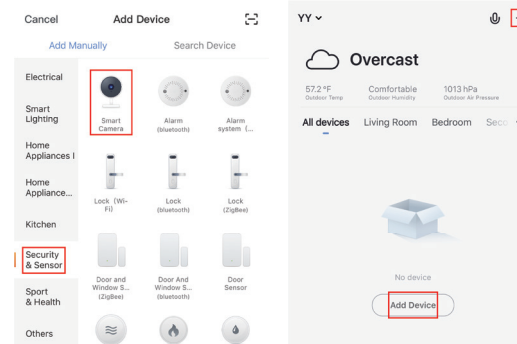 Cancel Add Device
Add Manually Search Device
Electrical
Smart
Lighting
Home
Appliances I
Home
Appliance...
Kitchen
Security
& Sensor
Sport
& Health
Others
Smart
Camera
Alarm
(bluetooth)
Alarm
system (...
Lock (Wi-
Fi)
Lock
(bluetooth)
Lock
(ZigBee)
Door and
Window S...
(ZigBee)
Door And
Window S...
(bluetooth)
Door
Sensor
YY
Overcast
57.2 °F Comfortable 1013 hPa
Outdoor Temp Outdoor Humidity Outdoor Air Pressure
All devices Living Room Bedroom Seco
No device
Add Device